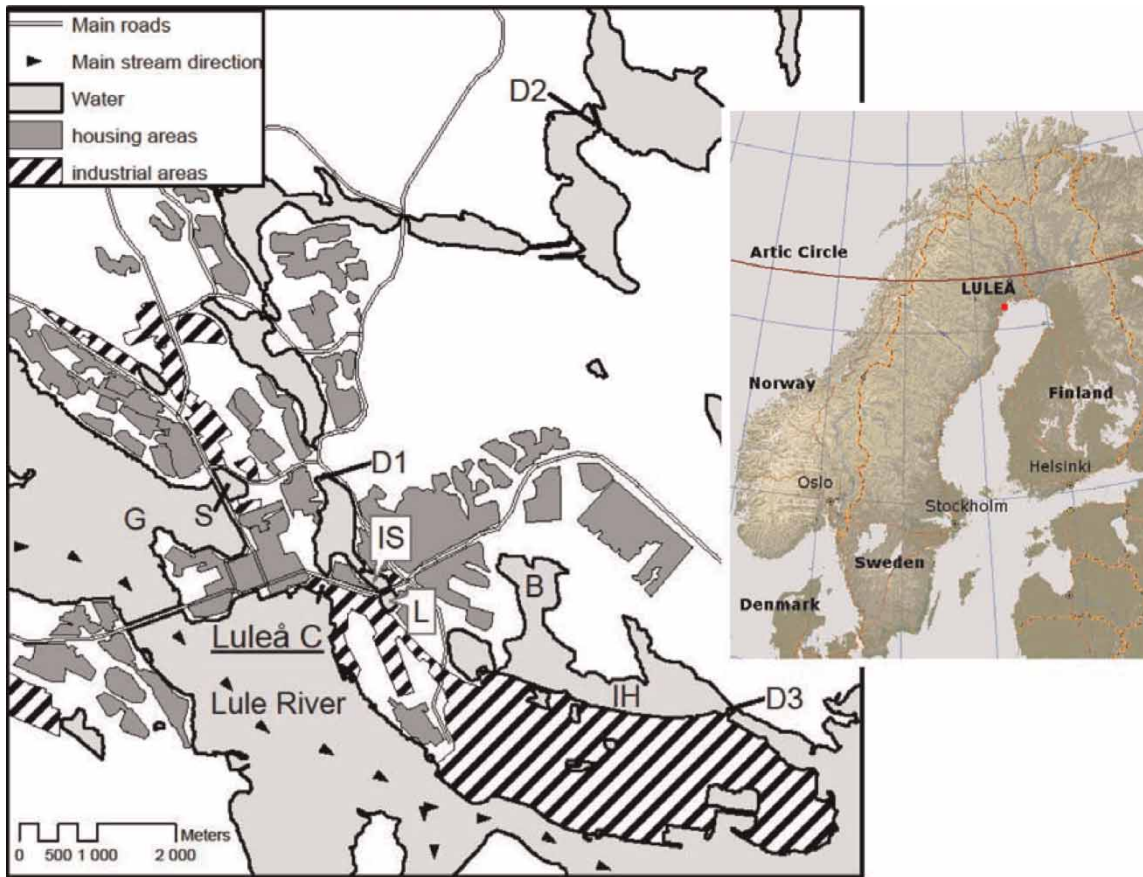 Main roads
Main stream direction
Water
housing areas
industrial areas
D2
D1
S
G
IS
L
B
Luleå C
Lule River
IH
D3
Meters
0 500 1 000 2 000
Artic Circle
LULEÅ
Norway
Finland
Helsinki
Oslo
Stockholm
Sweden
Denmark